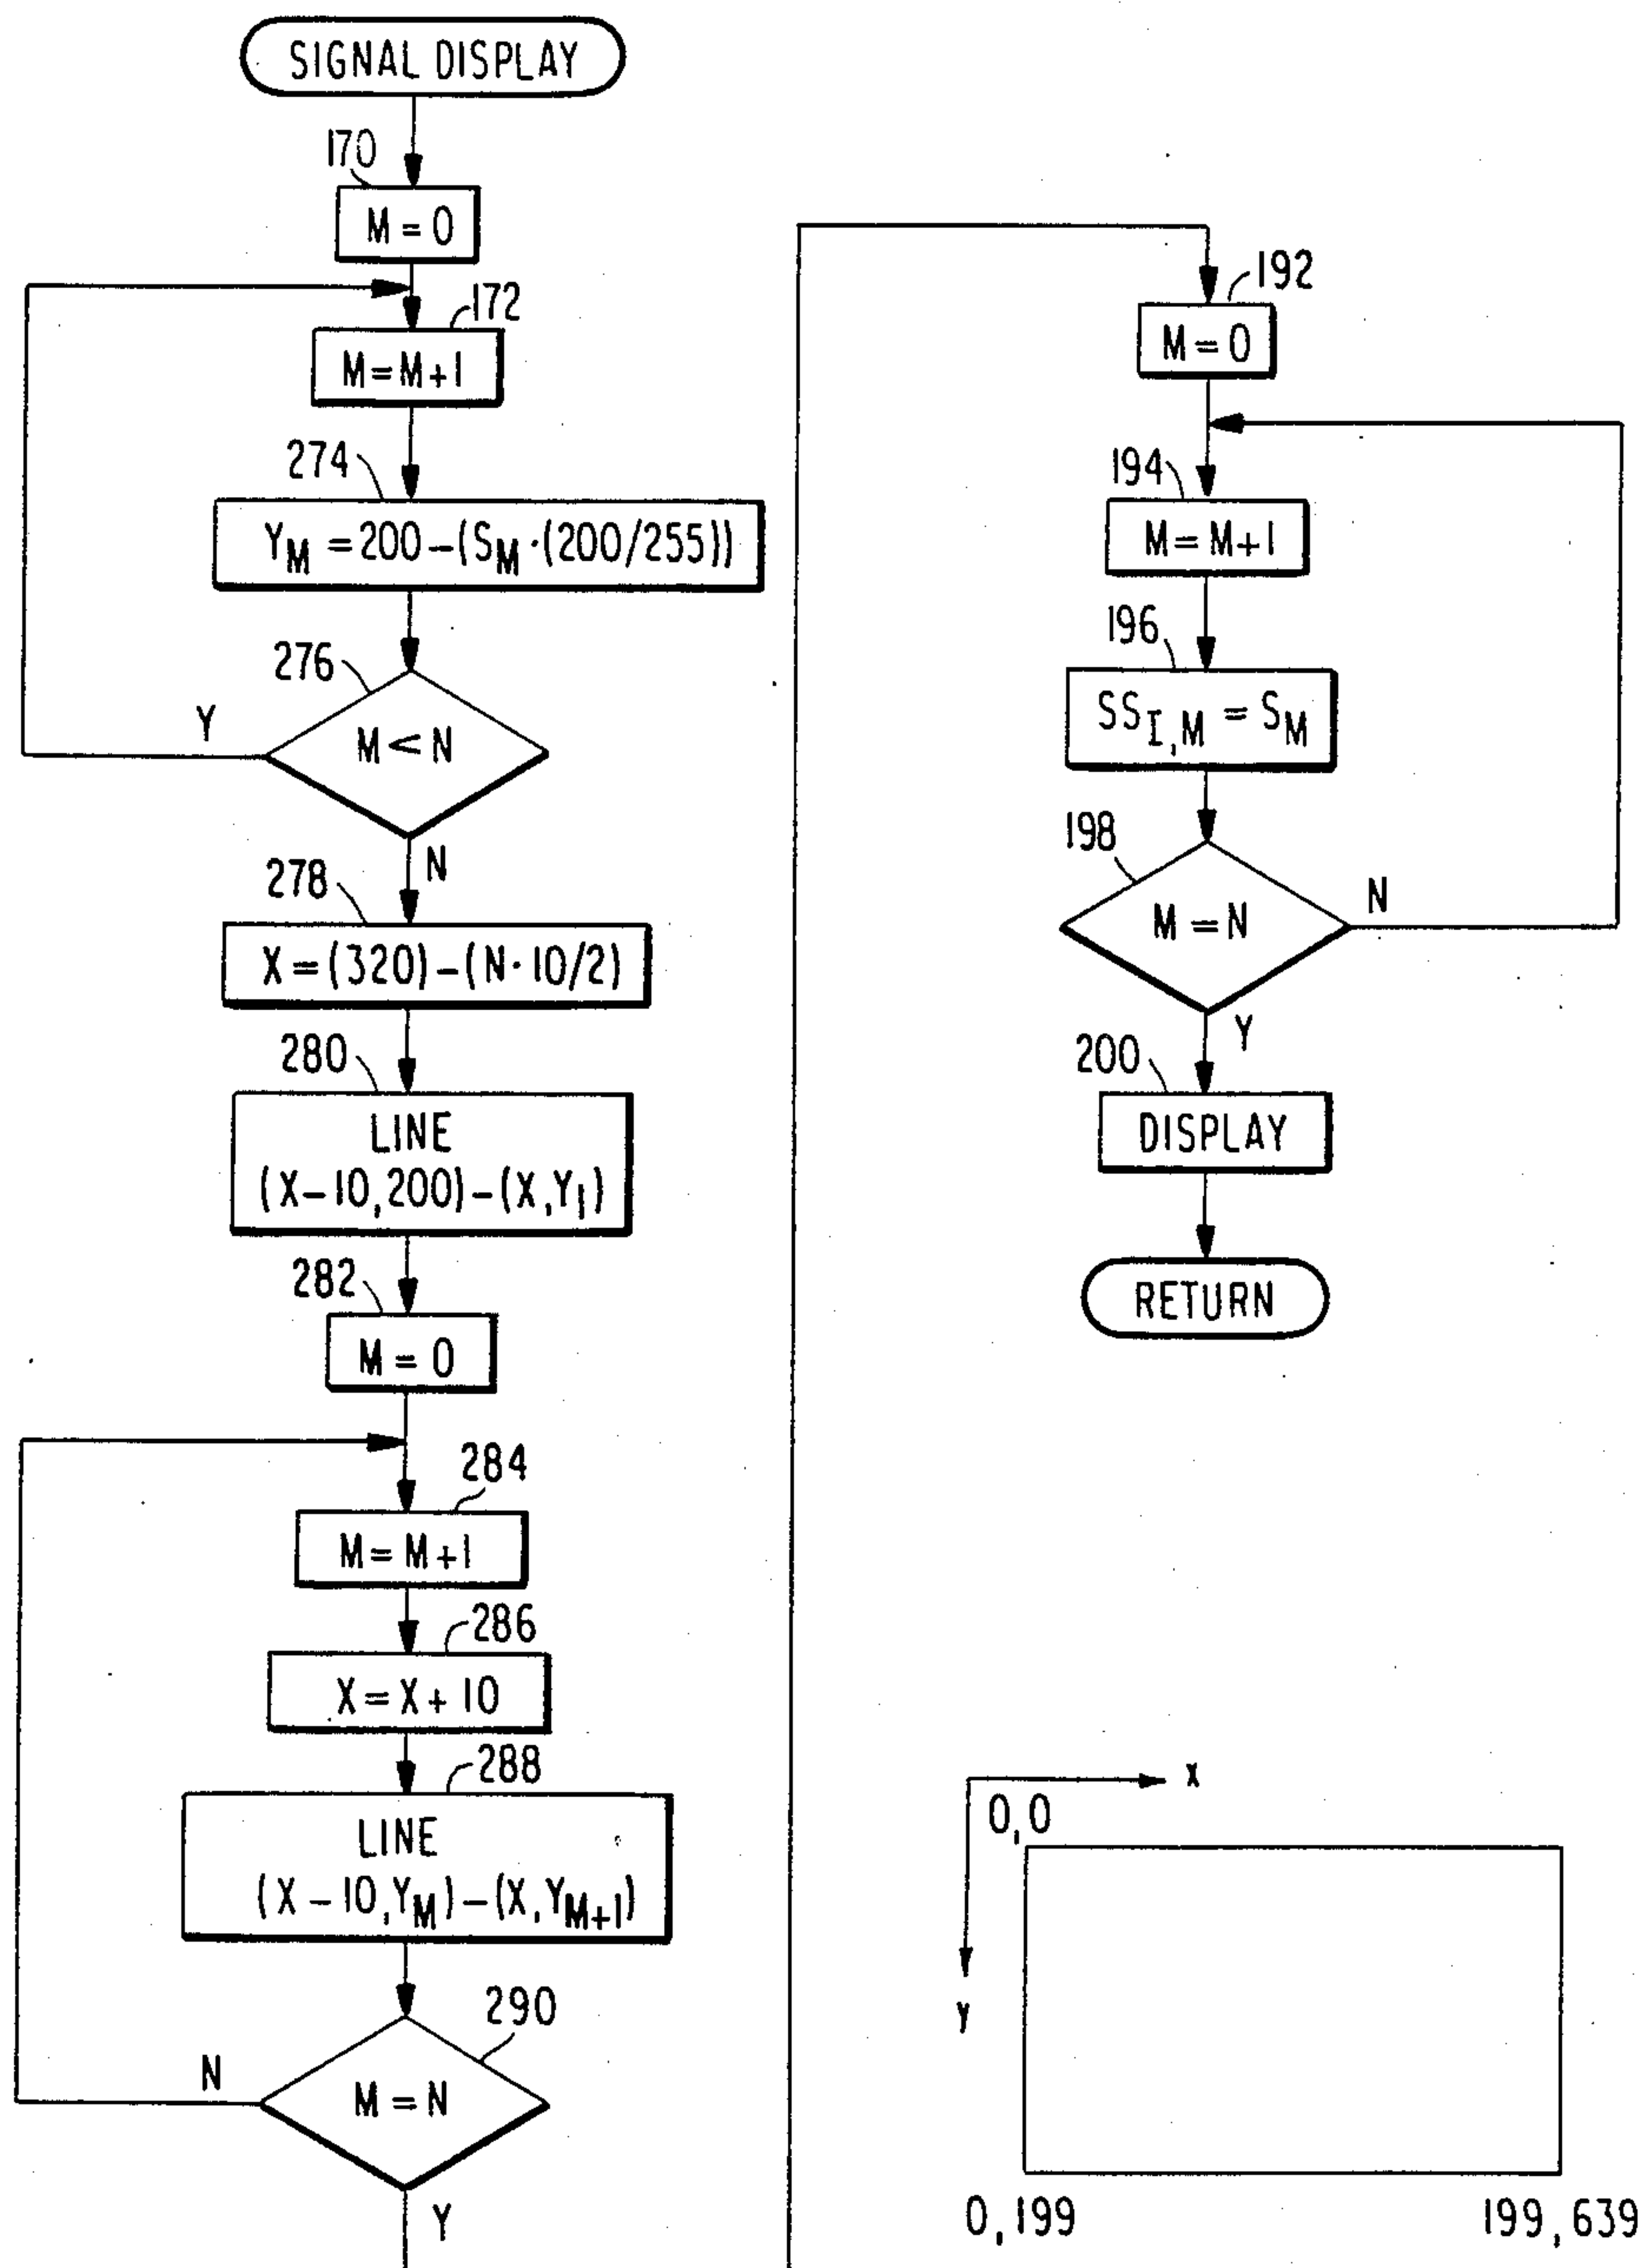 SIGNAL DISPLAY
170
M = 0
172
M = M+1
274
Y_M = 200 – (S_M · (200/255))
276
M < N
Y
N
278
X = (320) – (N · 10/2)
280
LINE
(X – 10, 200) – (X, Y_1)
282
M = 0
284
M = M + 1
286
X = X + 10
288
LINE
(X – 10, Y_M) – (X, Y_M+1)
290
M = N
N
Y
192
M = 0
194
M = M+1
196
SS_I,M = S_M
198
M = N
N
Y
200
DISPLAY
RETURN
X
0,0
Y
0,199
199,639